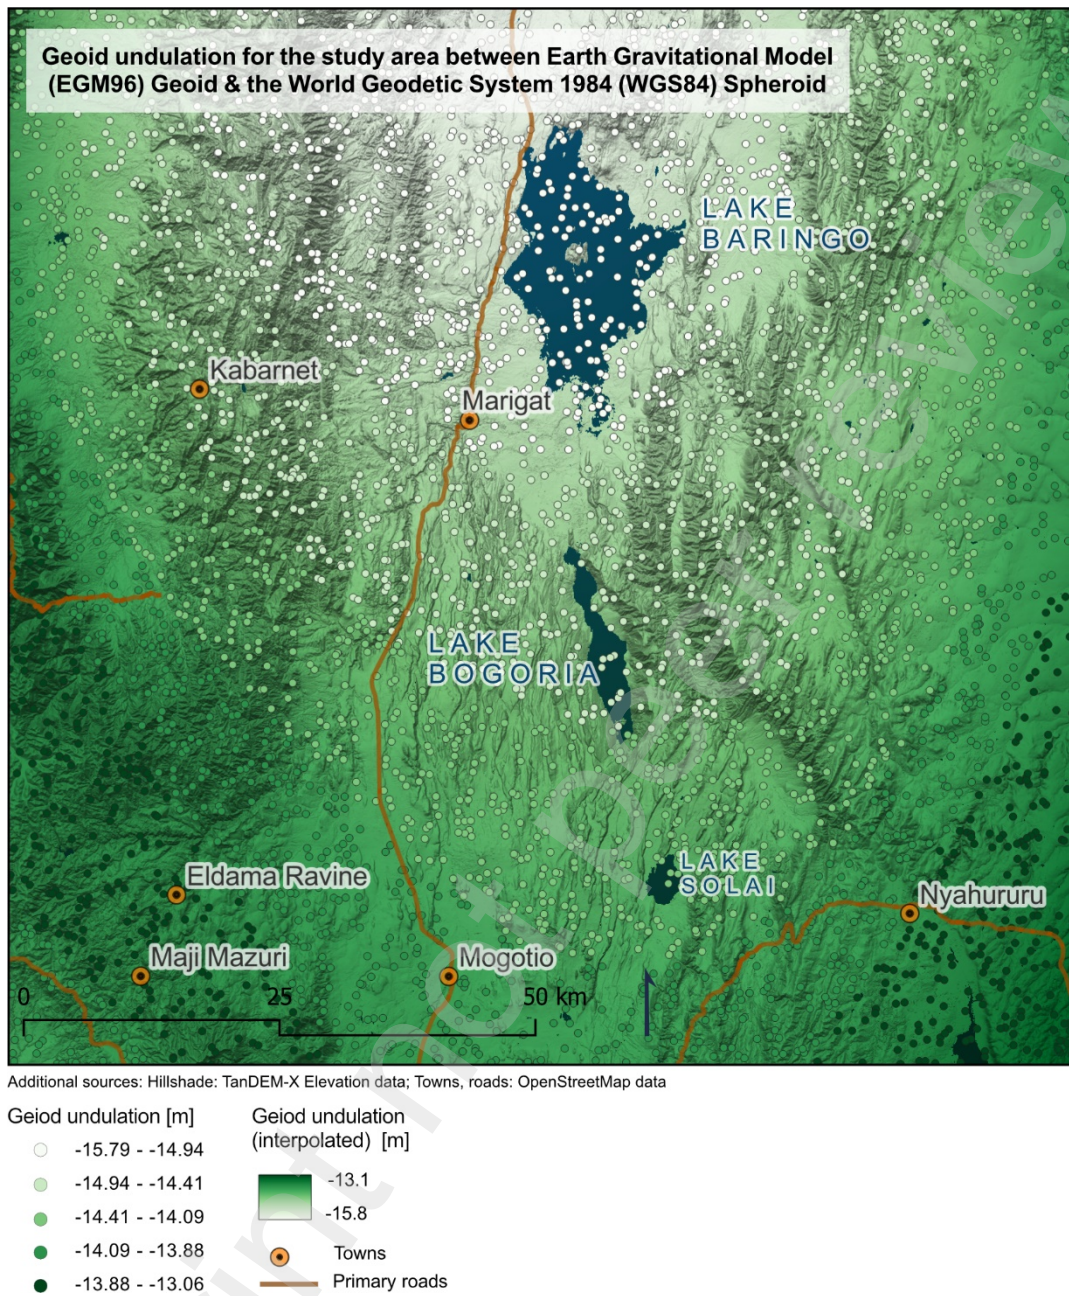 Geoid undulation for the study area between Earth Gravitational Model
(EGM96) Geoid & the World Geodetic System 1984 (WGS84) Spheroid
LAKE
BARINGO
Kabarnet
Marigat
LAKE
BOGORIA
LAKE
SOLAI
Eldama Ravine
Nyahururu
Maji Mazuri
Mogotio
0 25 50 km
Additional sources: Hillshade: TanDEM-X Elevation data; Towns, roads: OpenStreetMap data
Geiod undulation [m]
-15.79 - -14.94
-14.94 - -14.41
-14.41 - -14.09
-14.09 - -13.88
-13.88 - -13.06
Geiod undulation
(interpolated) [m]
-13.1
-15.8
Towns
Primary roads
int not peer review